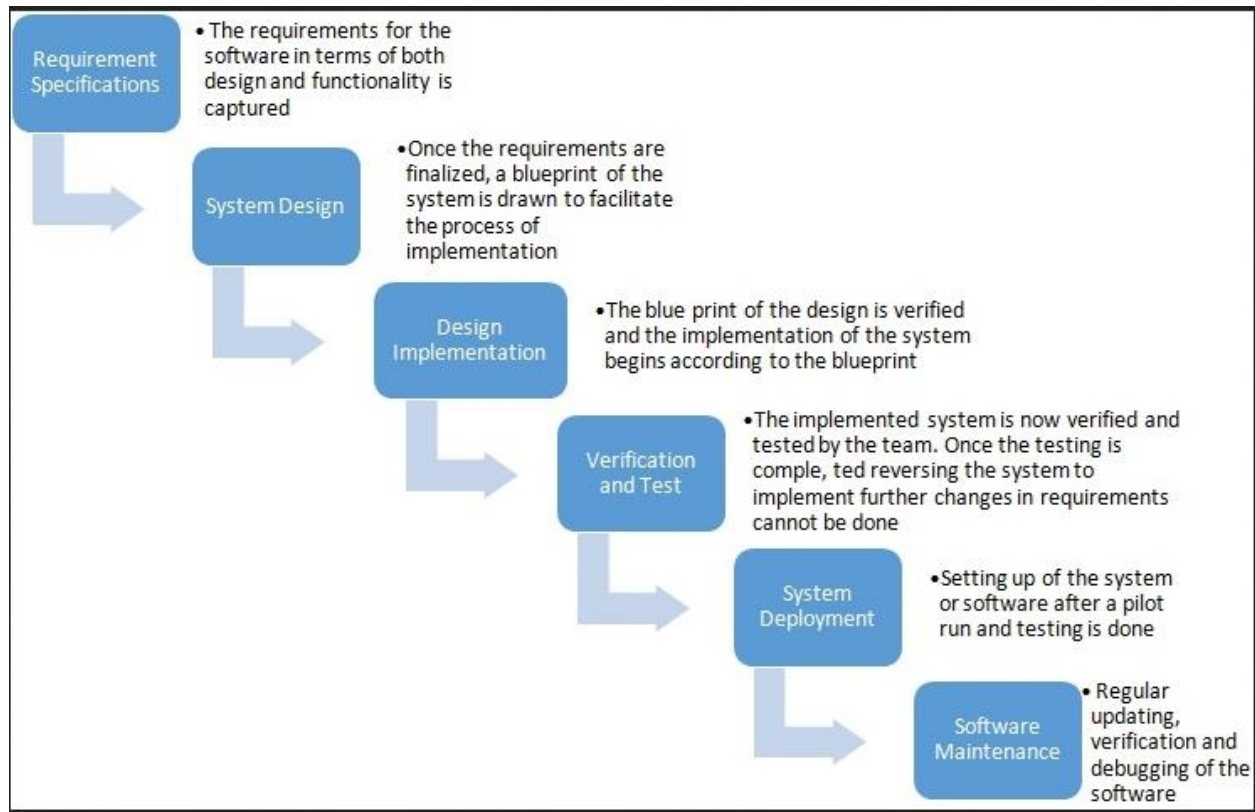 Requirement
Specifications
• The requirements for the
software in terms of both
design and functionality is
captured
System Design
•Once the requirements are
finalized, a blueprint of the
system is drawn to facilitate
the process of
implementation
Design
Implementation
•The blue print of the design is verified
and the implementation of the system
begins according to the blueprint
Verification
and Test
•The implemented system is now verified and
tested by the team. Once the testing is
comple, ted reversing the system to
implement further changes in requirements
cannot be done
System
Deployment
•Setting up of the system
or software after a pilot
run and testing is done
Software
Maintenance
• Regular
updating,
verification and
debugging of the
software